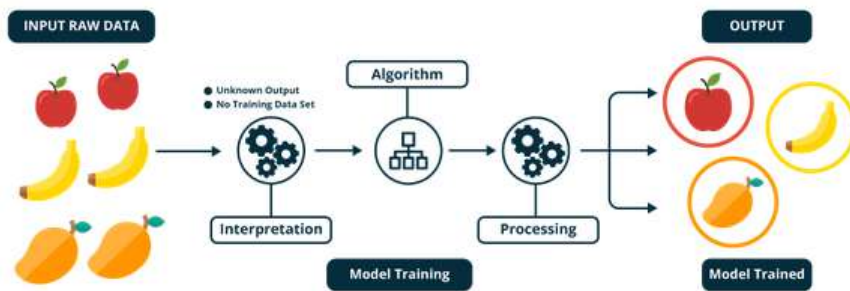 INPUT RAW DATA
OUTPUT
Algorithm
● Unknown Output
● No Training Data Set
Interpretation
Processing
Model Training
Model Trained